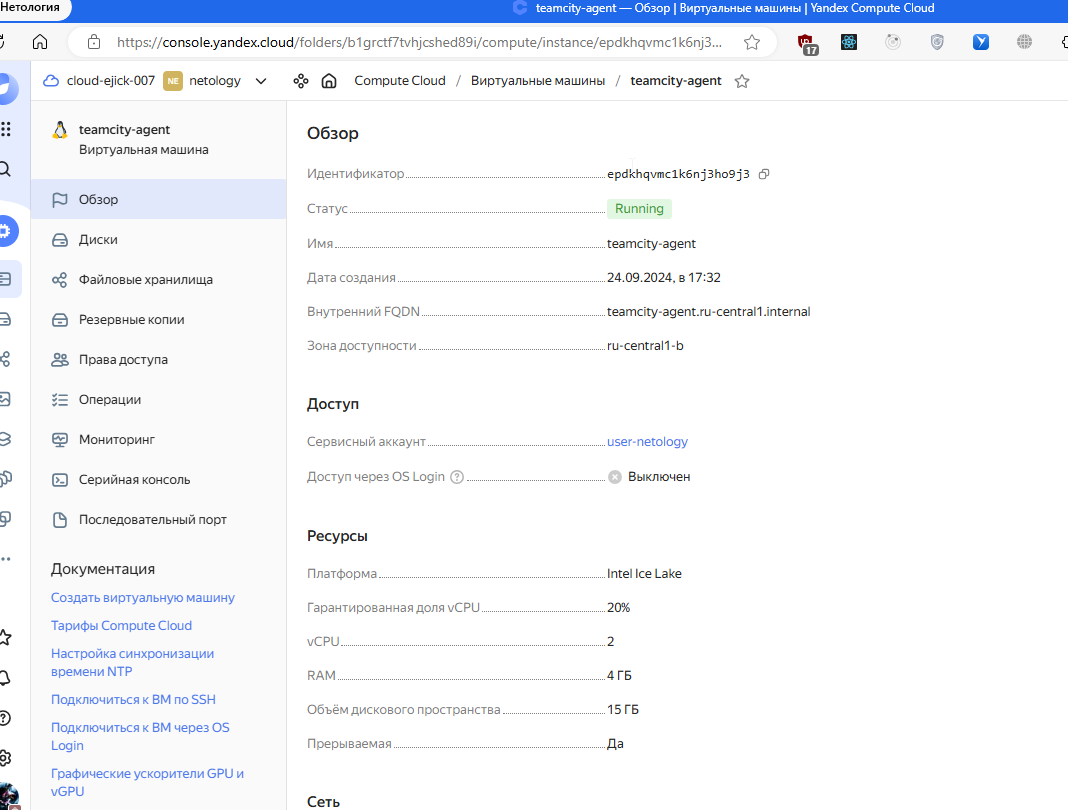 Нетология
teamcity-agent — Обзор | Виртуальные машины | Yandex Compute Cloud
https://console.yandex.cloud/folders/b1grctf7tvhjcshed89i/compute/instance/epdkhqvmc1k6nj3...
17
cloud-ejick-007 NE netology Compute Cloud / Виртуальные машины / teamcity-agent
teamcity-agent
Виртуальная машина
Обзор
Диски
Файловые хранилища
Резервные копии
Права доступа
Операции
Мониторинг
Серийная консоль
Последовательный порт
Документация
Создать виртуальную машину
Тарифы Compute Cloud
Настройка синхронизации
времени NTP
Подключиться к ВМ по SSH
Подключиться к ВМ через OS
Login
Графические ускорители GPU и
vGPU
Обзор
Идентификатор epdkhqvmc1k6nj3ho9j3
Статус Running
Имя teamcity-agent
Дата создания 24.09.2024, в 17:32
Внутренний FQDN teamcity-agent.ru-central1.internal
Зона доступности ru-central1-b
Доступ
Сервисный аккаунт user-netology
Доступ через OS Login Выключен
Ресурсы
Платформа Intel Ice Lake
Гарантированная доля vCPU 20%
vCPU 2
RAM 4 ГБ
Объём дискового пространства 15 ГБ
Прерываемая Да
Сеть